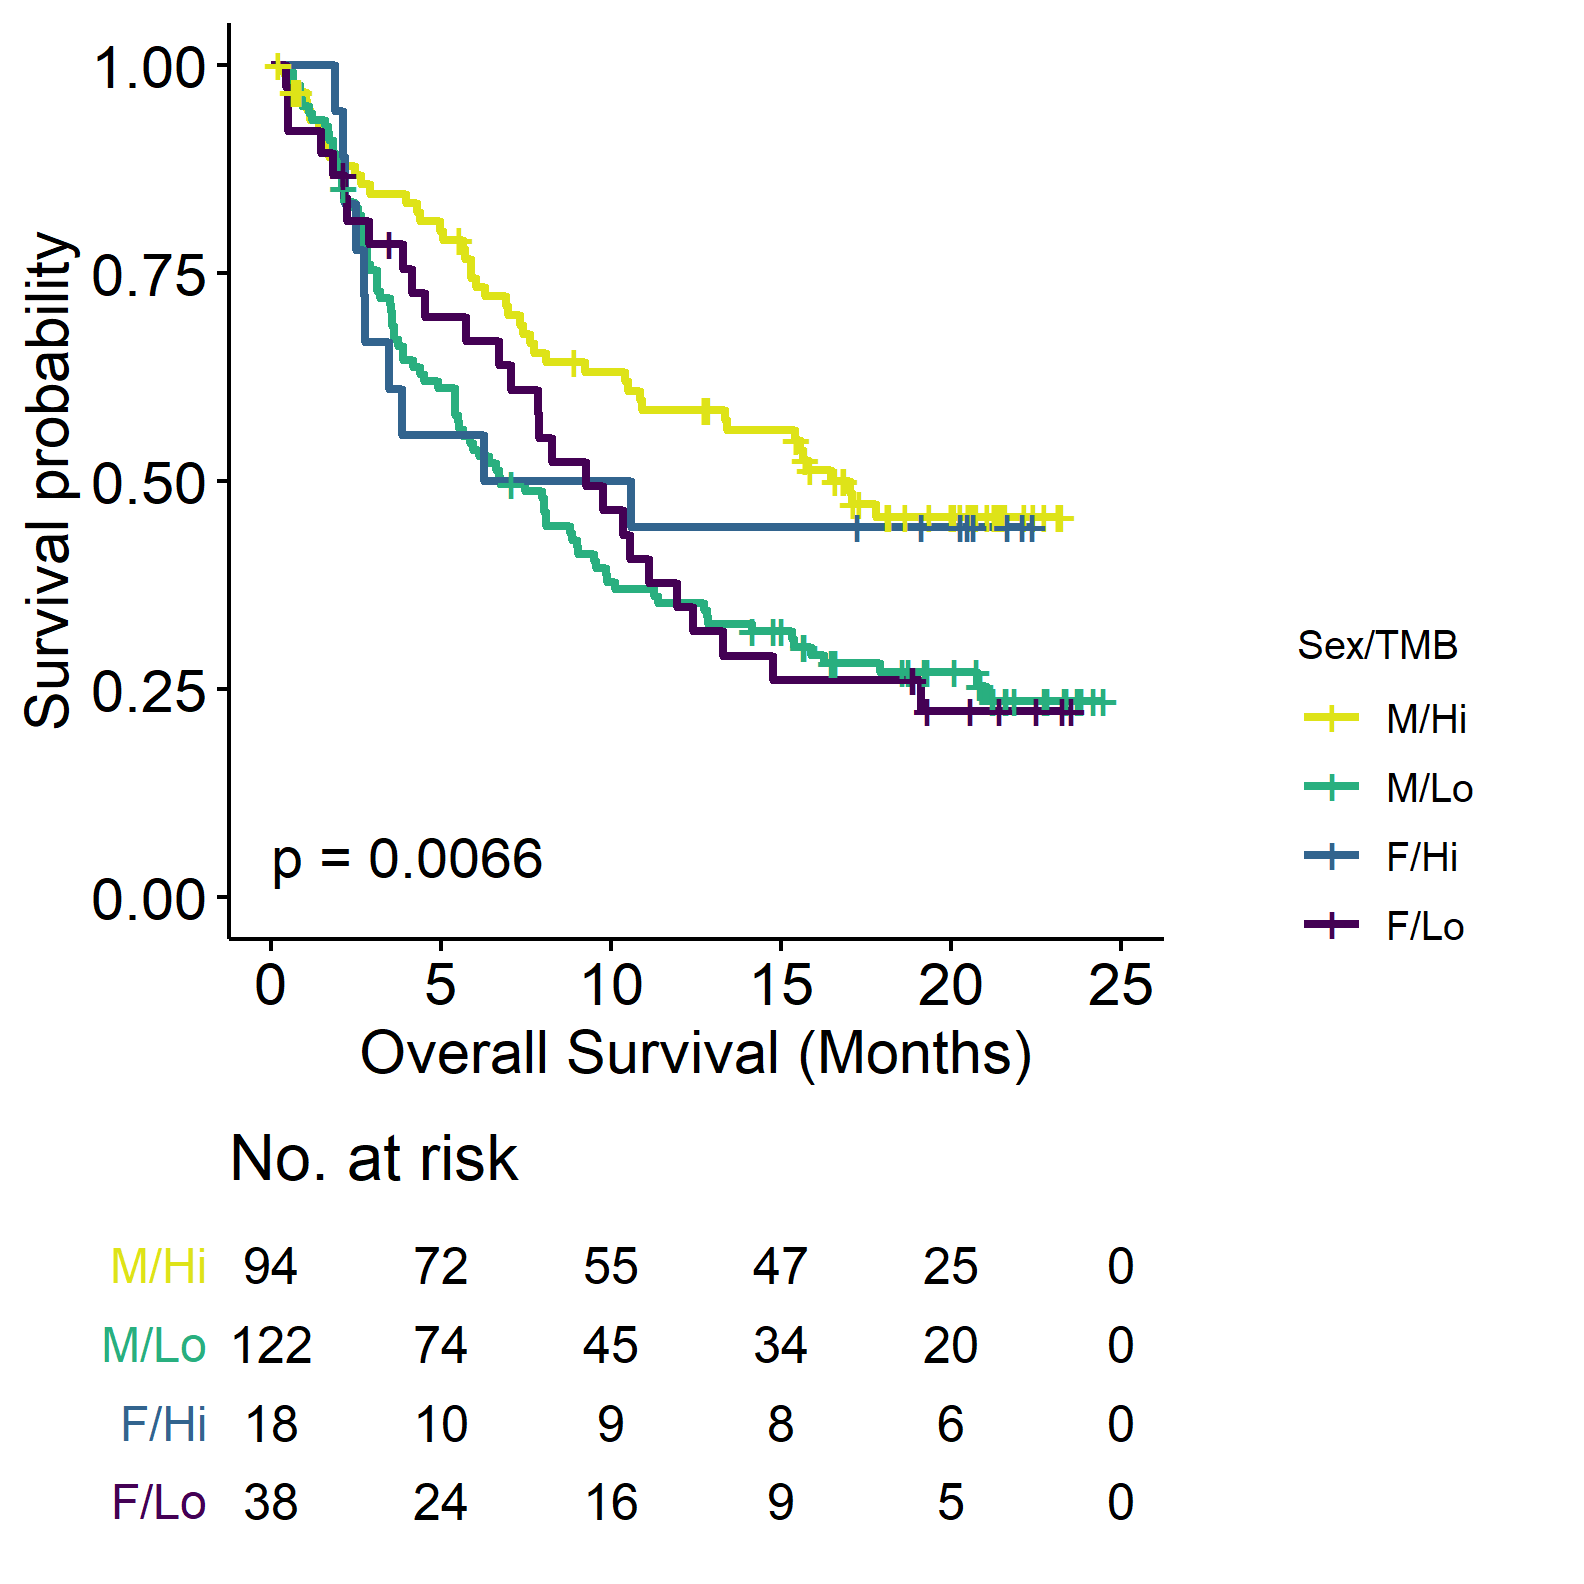 Survival probability
1.00
0.75
0.50
0.25
0.00
p = 0.0066
0 5 10 15 20 25
Overall Survival (Months)
Sex/TMB
M/Hi
M/Lo
F/Hi
F/Lo
No. at risk
M/Hi 94 72 55 47 25 0
M/Lo 122 74 45 34 20 0
F/Hi 18 10 9 8 6 0
F/Lo 38 24 16 9 5 0